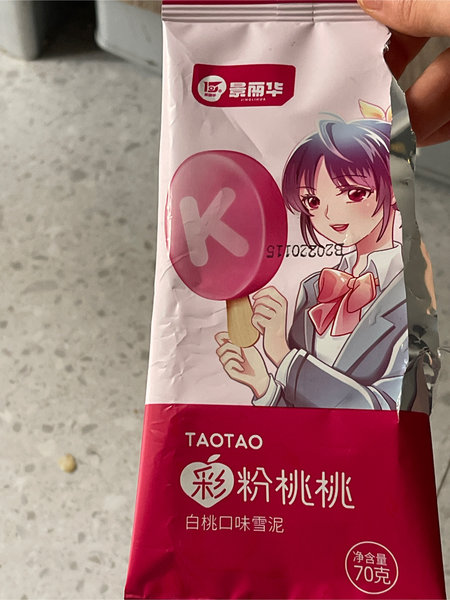 景丽华
JINGLIHUA
K
B20220115
TAOTAO
彩粉桃桃
白桃口味雪泥
净含量
70克